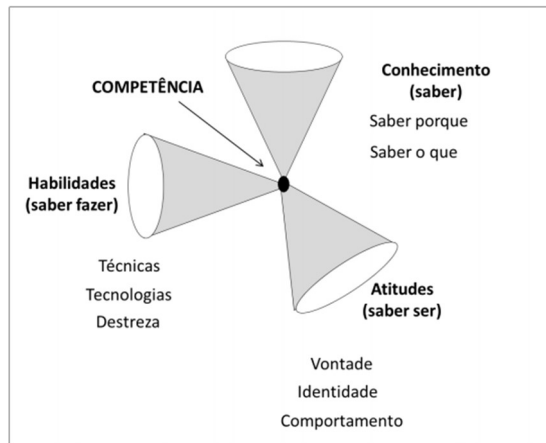 COMPETÊNCIA
Conhecimento
(saber)
Saber porque
Saber o que
Habilidades
(saber fazer)
Técnicas
Tecnologias
Destreza
Atitudes
(saber ser)
Vontade
Identidade
Comportamento